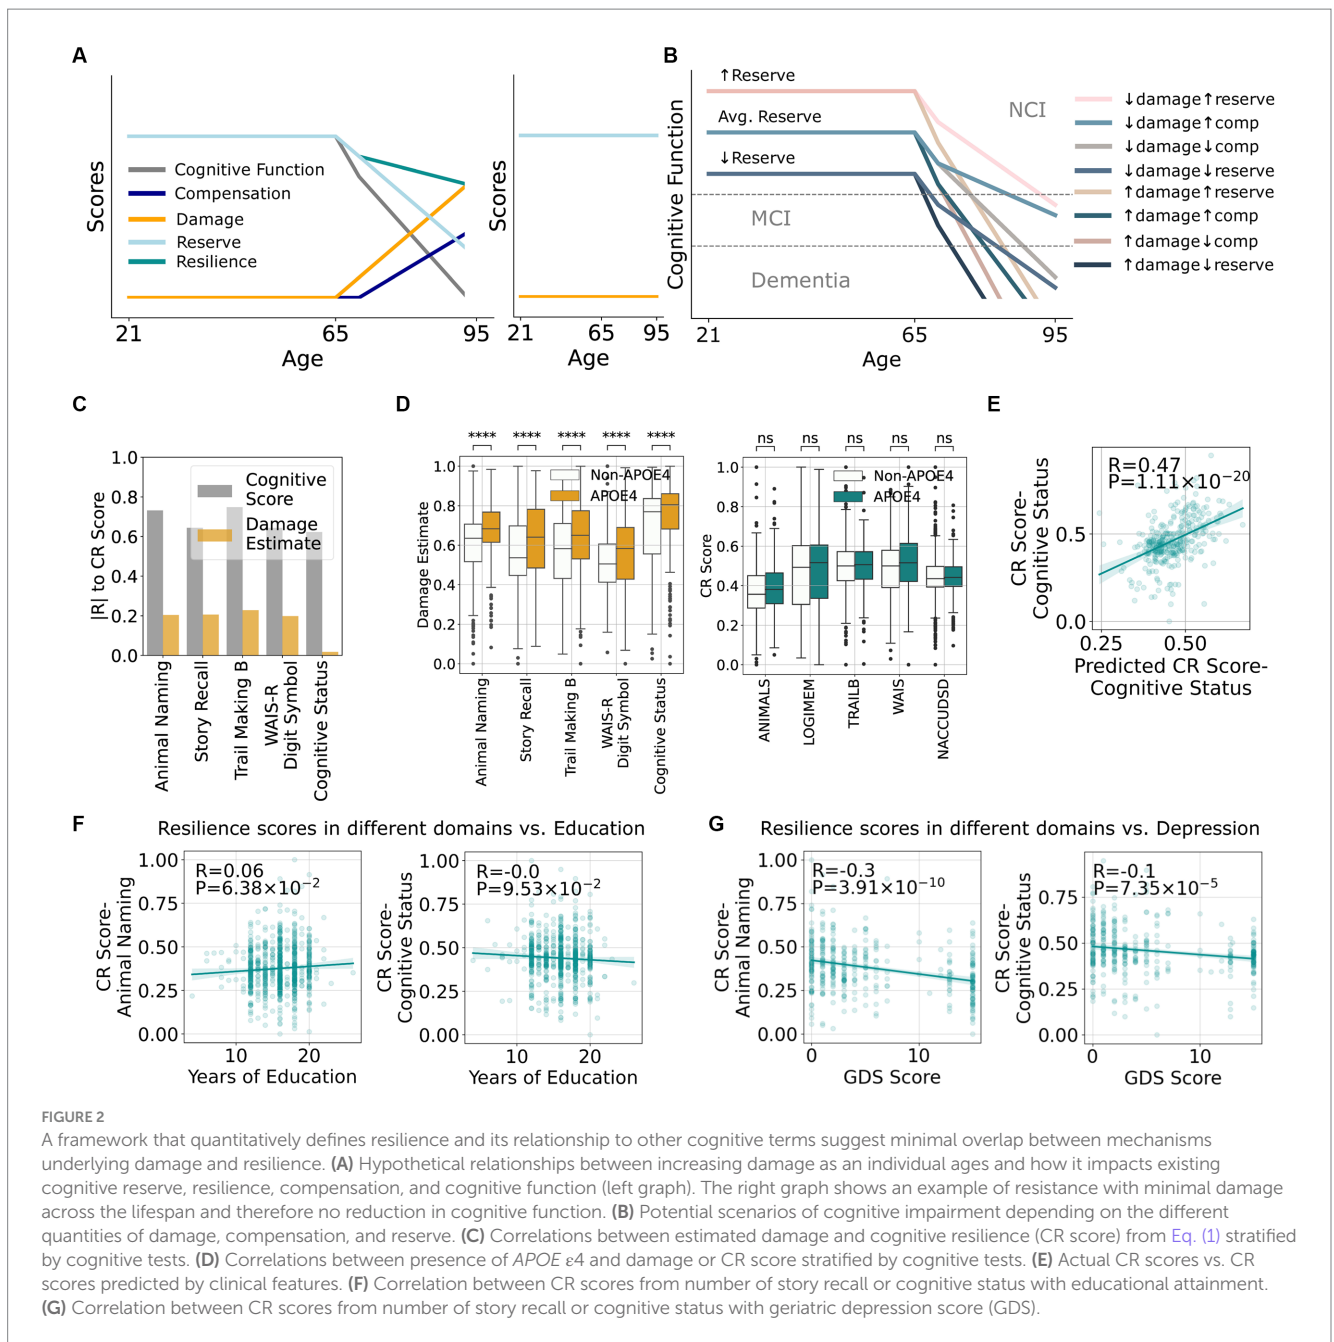 A
Scores
Cognitive Function
Compensation
Damage
Reserve
Resilience
21
65
95
Age
Scores
21
65
95
Age
B
Cognitive Function
↑Reserve
Avg. Reserve
↓Reserve
NCI
MCI
Dementia
21
65
95
Age
↓damage↑reserve
↓damage↑comp
↓damage↓comp
↓damage↓reserve
↑damage↑reserve
↑damage↑comp
↑damage↓comp
↑damage↓reserve
C
|R| to CR Score
1.0
0.8
0.6
0.4
0.2
0.0
Cognitive
Score
Damage
Estimate
Animal Naming
Story Recall
Trail Making B
WAIS-R
Digit Symbol
Cognitive Status
D
Damage Estimate
1.0
0.8
0.6
0.4
0.2
0.0
**** **** **** **** ****
Non-APOE4
APOE4
Animal Naming
Story Recall
Trail Making B
WAIS-R
Digit Symbol
Cognitive Status
CR Score
1.0
0.8
0.6
0.4
0.2
0.0
ns ns ns ns ns
Non-APOE4
APOE4
ANIMALS
LOGIMEM
TRAILB
WAIS
NACCUDSD
E
CR Score-
Cognitive Status
R=0.47
P=1.11×10⁻²⁰
0.5
0.0
0.25
0.50
Predicted CR Score-
Cognitive Status
F
Resilience scores in different domains vs. Education
CR Score-
Animal Naming
1.00
0.75
0.50
0.25
0.00
R=0.06
P=6.38×10⁻²
10
20
Years of Education
CR Score-
Cognitive Status
1.00
0.75
0.50
0.25
0.00
R=-0.0
P=9.53×10⁻²
10
20
Years of Education
G
Resilience scores in different domains vs. Depression
CR Score-
Animal Naming
1.00
0.75
0.50
0.25
0.00
R=-0.3
P=3.91×10⁻¹⁰
0
10
GDS Score
CR Score-
Cognitive Status
0.75
0.50
0.25
0.00
R=-0.1
P=7.35×10⁻⁵
0
10
GDS Score
FIGURE 2
A framework that quantitatively defines resilience and its relationship to other cognitive terms suggest minimal overlap between mechanisms
underlying damage and resilience. (A) Hypothetical relationships between increasing damage as an individual ages and how it impacts existing
cognitive reserve, resilience, compensation, and cognitive function (left graph). The right graph shows an example of resistance with minimal damage
across the lifespan and therefore no reduction in cognitive function. (B) Potential scenarios of cognitive impairment depending on the different
quantities of damage, compensation, and reserve. (C) Correlations between estimated damage and cognitive resilience (CR score) from Eq. (1) stratified
by cognitive tests. (D) Correlations between presence of APOE ε4 and damage or CR score stratified by cognitive tests. (E) Actual CR scores vs. CR
scores predicted by clinical features. (F) Correlation between CR scores from number of story recall or cognitive status with educational attainment.
(G) Correlation between CR scores from number of story recall or cognitive status with geriatric depression score (GDS).